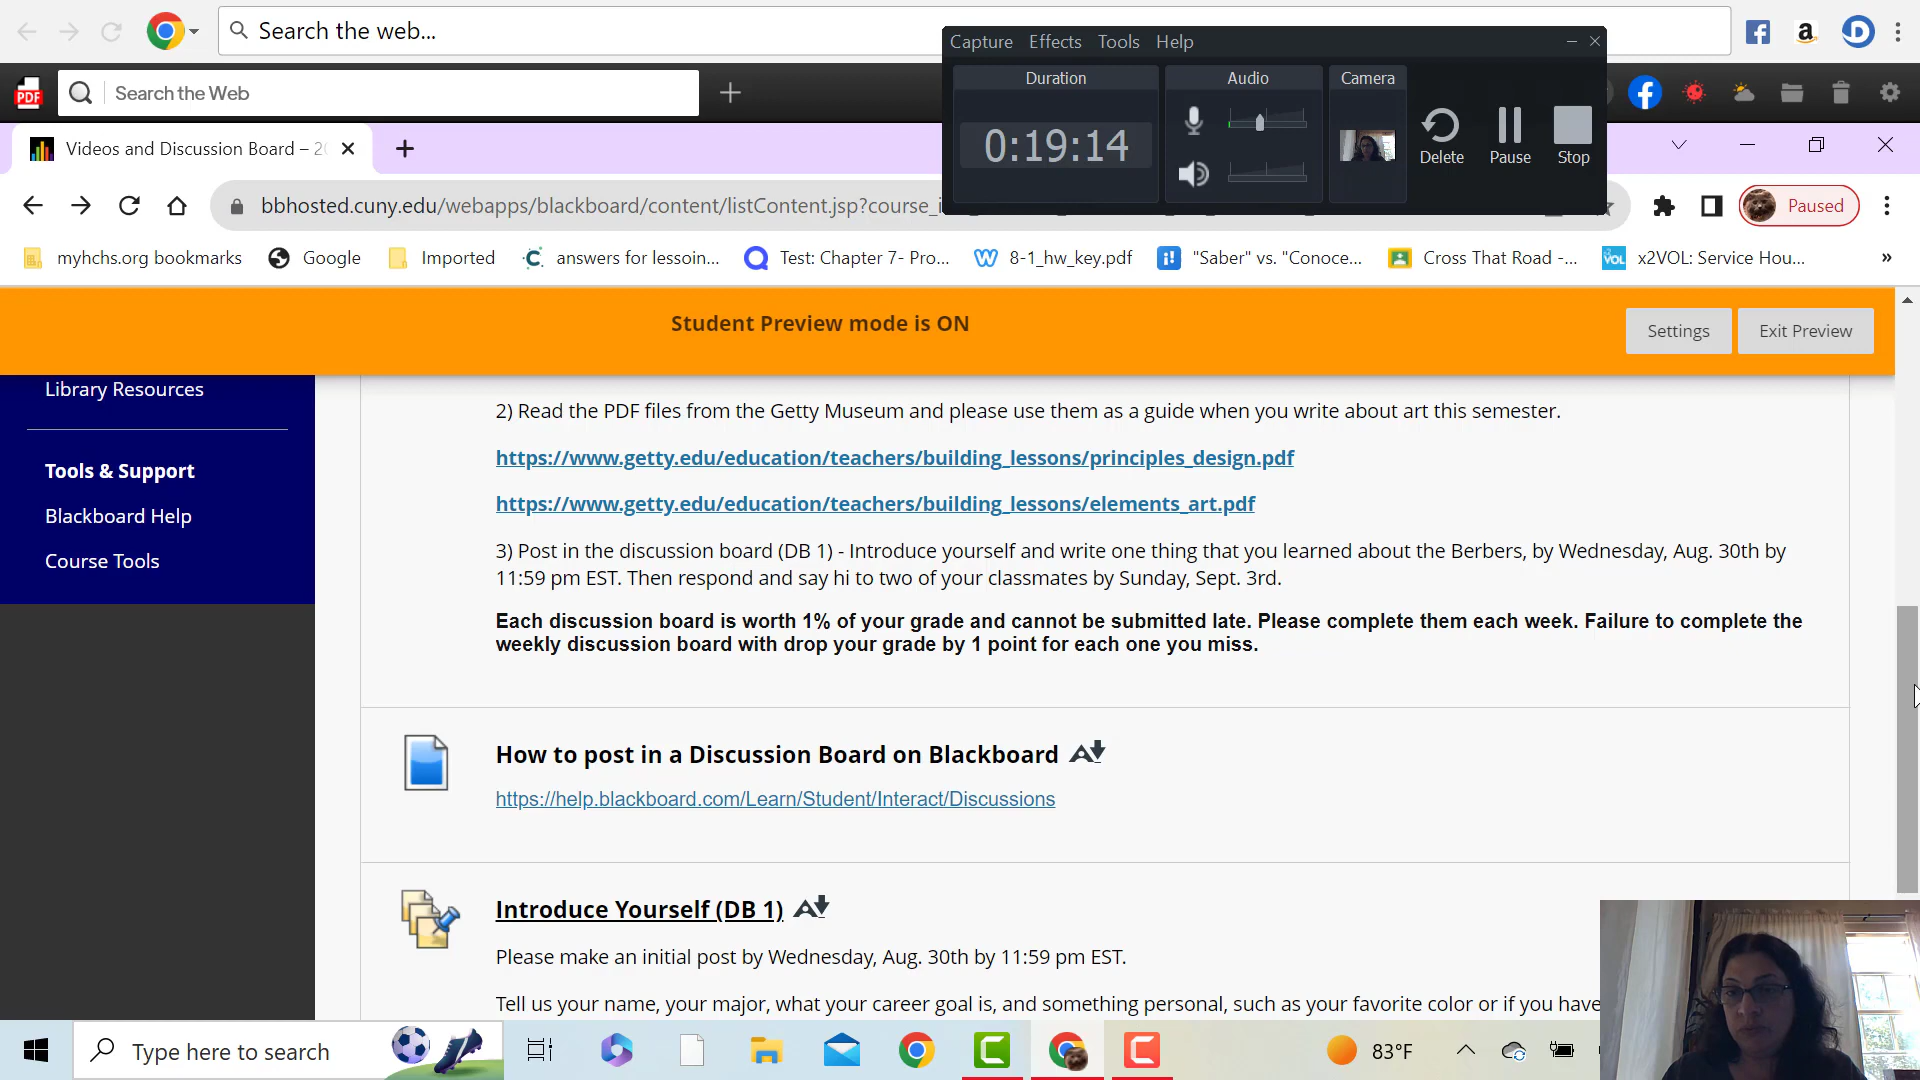 Search the web...
Capture Effects Tools Help
Duration
Audio
Camera
0:19:14
Delete
Pause
Stop
PDF
Search the Web
Videos and Discussion Board – 20
bbhosted.cuny.edu/webapps/blackboard/content/listContent.jsp?course_i
Paused
myhchs.org bookmarks
Google
Imported
answers for lessoin...
Test: Chapter 7- Pro...
8-1_hw_key.pdf
"Saber" vs. "Conoce...
Cross That Road -...
x2VOL: Service Hou...
Student Preview mode is ON
Settings
Exit Preview
Library Resources
Tools & Support
Blackboard Help
Course Tools
2) Read the PDF files from the Getty Museum and please use them as a guide when you write about art this semester.
https://www.getty.edu/education/teachers/building_lessons/principles_design.pdf
https://www.getty.edu/education/teachers/building_lessons/elements_art.pdf
3) Post in the discussion board (DB 1) - Introduce yourself and write one thing that you learned about the Berbers, by Wednesday, Aug. 30th by
11:59 pm EST. Then respond and say hi to two of your classmates by Sunday, Sept. 3rd.
Each discussion board is worth 1% of your grade and cannot be submitted late. Please complete them each week. Failure to complete the
weekly discussion board with drop your grade by 1 point for each one you miss.
How to post in a Discussion Board on Blackboard
https://help.blackboard.com/Learn/Student/Interact/Discussions
Introduce Yourself (DB 1)
Please make an initial post by Wednesday, Aug. 30th by 11:59 pm EST.
Tell us your name, your major, what your career goal is, and something personal, such as your favorite color or if you have
Type here to search
83°F